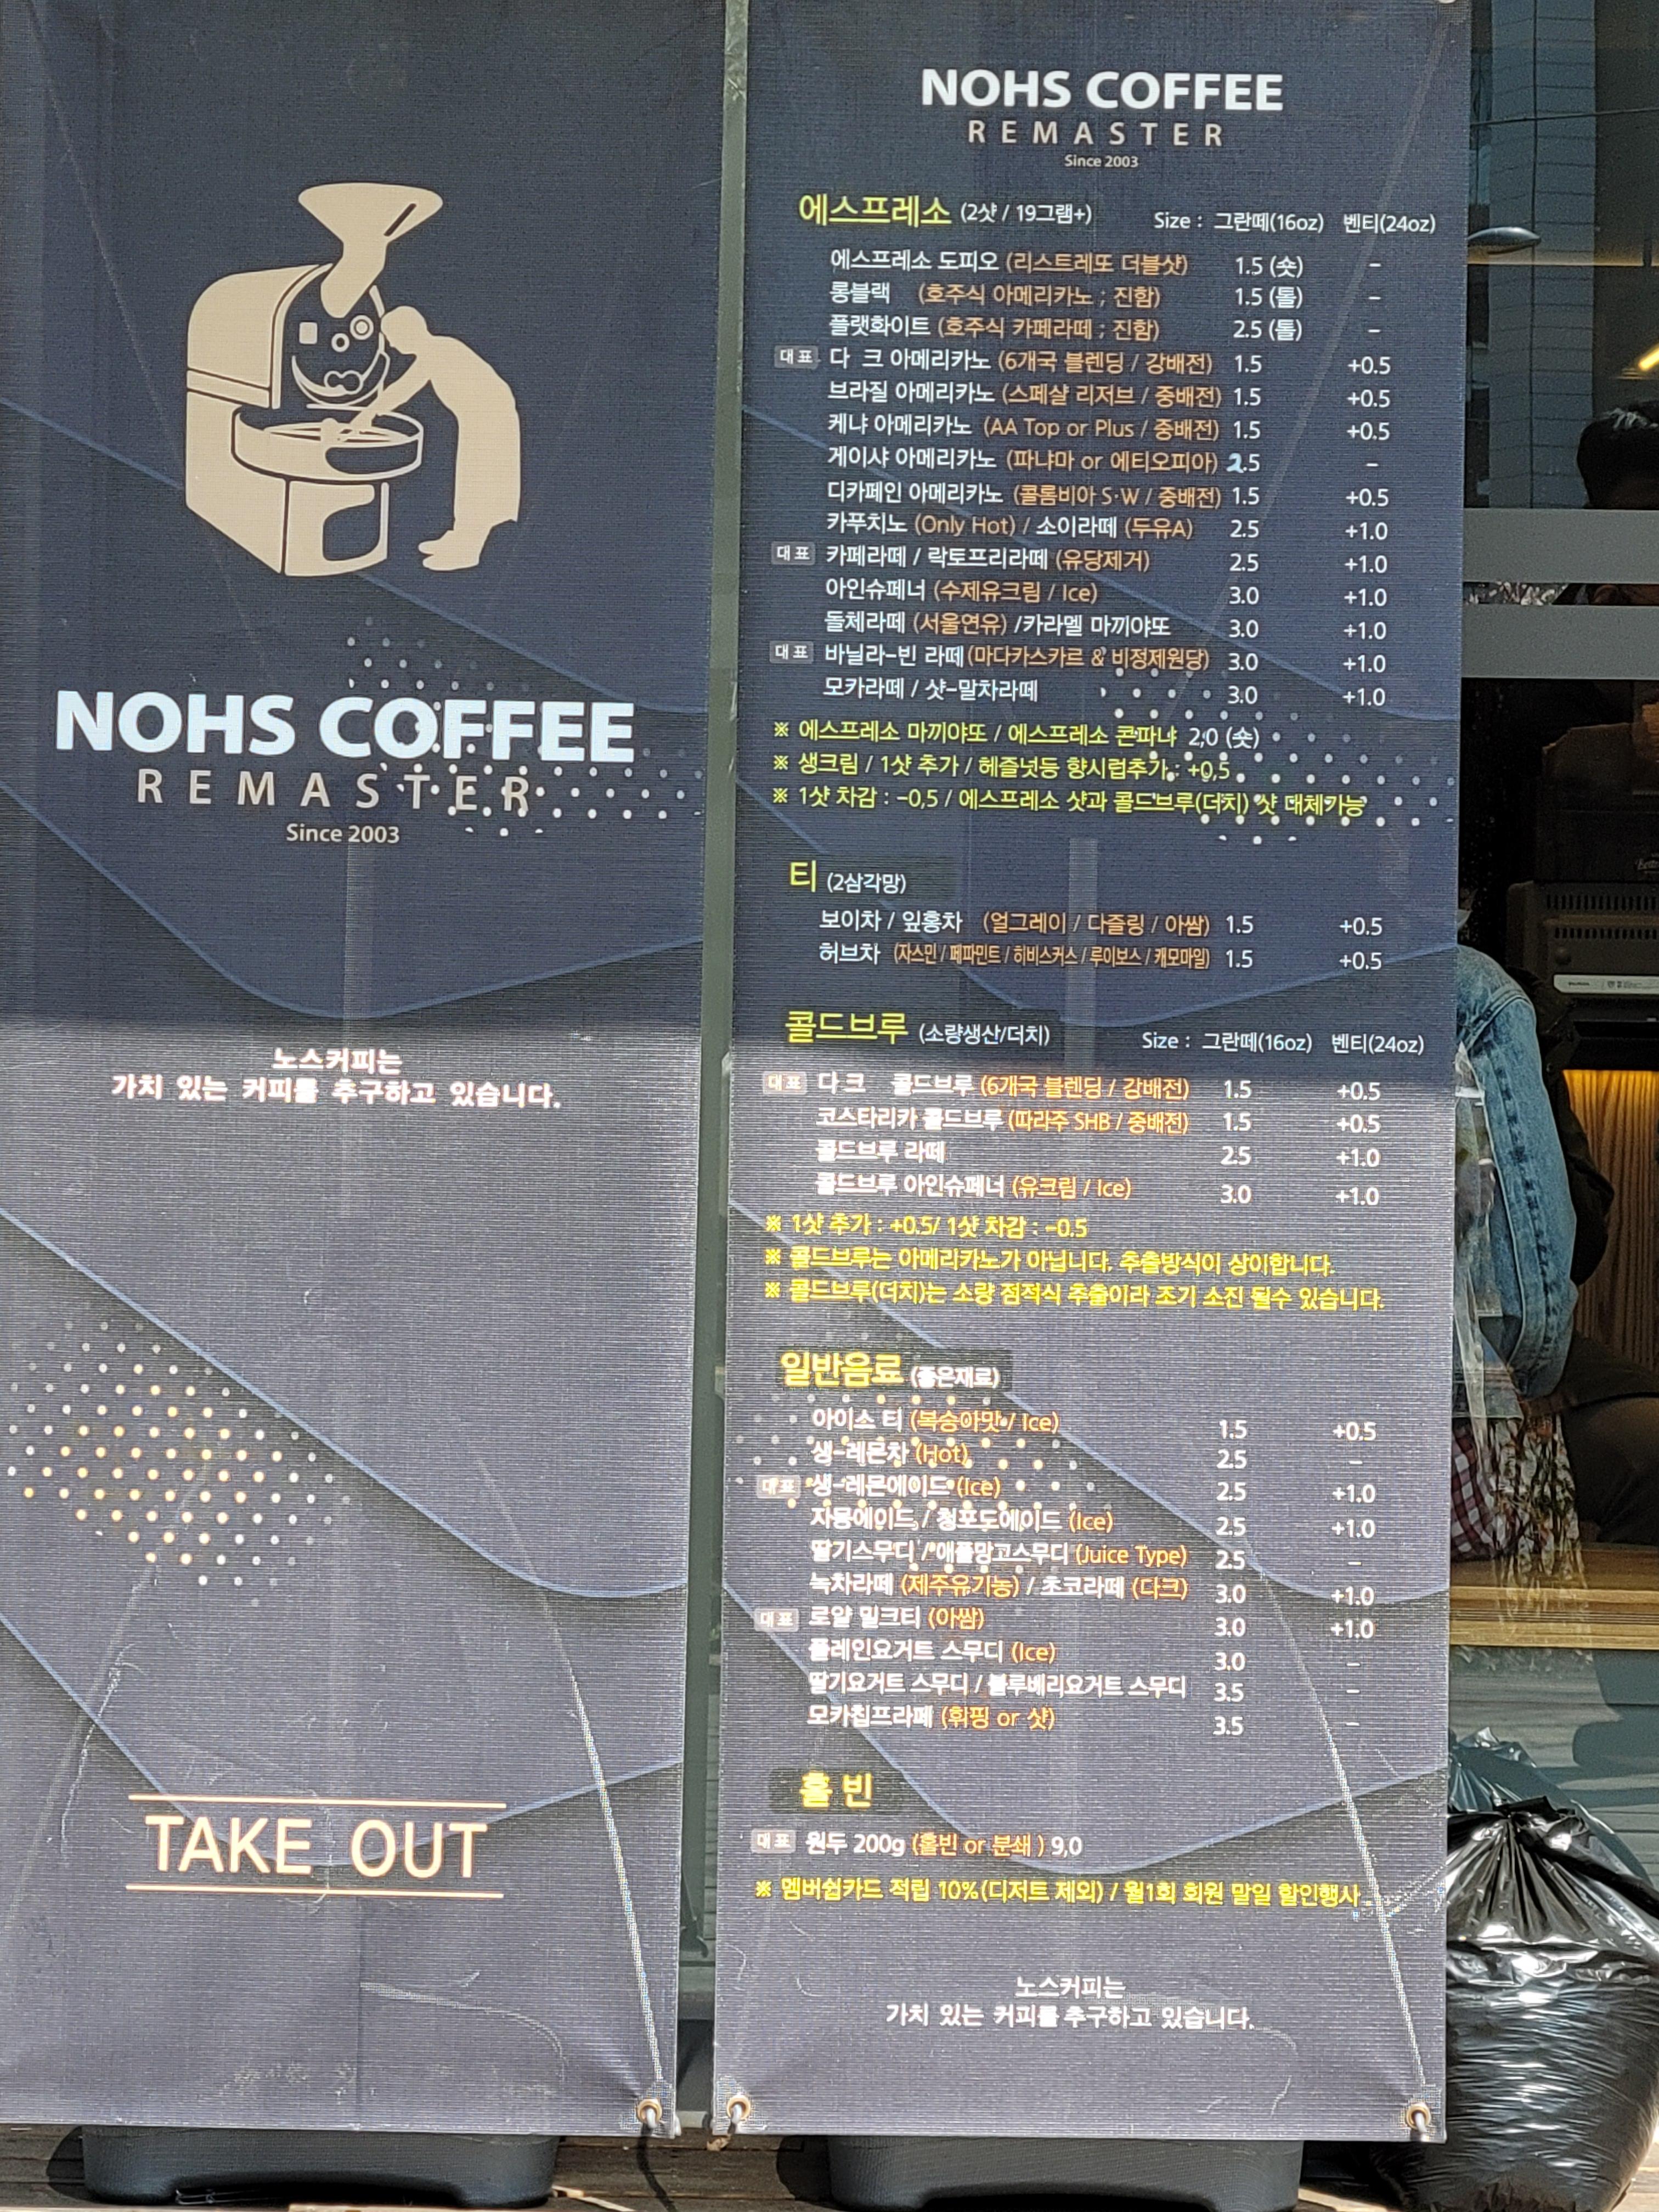 NOHS COFFEE
REMASTER
Since 2003
노스커피는
가치 있는 커피를 추구하고 있습니다.
TAKE OUT
NOHS COFFEE
REMASTER
Since 2003
에스프레소 (2샷 / 19그램+) Size : 그란떼(16oz) 벤티(24oz)
에스프레소 도피오 (리스트레또 더블샷) 1.5 (숏) –
롱블랙 (호주식 아메리카노 ; 진함) 1.5 (톨) –
플랫화이트 (호주식 카페라떼 ; 진함) 2.5 (톨) –
대표 다 크 아메리카노 (6개국 블렌딩 / 강배전) 1.5 +0.5
브라질 아메리카노 (스페샬 리저브 / 중배전) 1.5 +0.5
케냐 아메리카노 (AA Top or Plus / 중배전) 1.5 +0.5
게이샤 아메리카노 (파냐마 or 에티오피아) 2.5 –
디카페인 아메리카노 (콜롬비아 S·W / 중배전) 1.5 +0.5
카푸치노 (Only Hot) / 소이라떼 (두유A) 2.5 +1.0
대표 카페라떼 / 락토프리라떼 (유당제거) 2.5 +1.0
아인슈페너 (수제유크림 / Ice) 3.0 +1.0
돌체라떼 (서울연유) /카라멜 마끼야또 3.0 +1.0
대표 바닐라-빈 라떼 (마다카스카르 & 비정제원당) 3.0 +1.0
모카라떼 / 샷-말차라떼 3.0 +1.0
※ 에스프레소 마끼야또 / 에스프레소 콘파냐 2,0 (숏)
※ 생크림 / 1샷 추가 / 헤즐넛등 향시럽추가 : +0,5
※ 1샷 차감 : -0,5 / 에스프레소 샷과 콜드브루(더치) 샷 대체가능
티 (2삼각망)
보이차 / 잎홍차 (얼그레이 / 다즐링 / 아쌈) 1.5 +0.5
허브차 (자스민 / 페파민트 / 히비스커스 / 루이보스 / 캐모마일) 1.5 +0.5
콜드브루 (소량생산/더치) Size : 그란떼(16oz) 벤티(24oz)
대표 다 크 콜드브루 (6개국 블렌딩 / 강배전) 1.5 +0.5
코스타리카 콜드브루 (따라주 SHB / 중배전) 1.5 +0.5
콜드브루 라떼 2.5 +1.0
콜드브루 아인슈페너 (유크림 / Ice) 3.0 +1.0
※ 1샷 추가 : +0.5/ 1샷 차감 : -0.5
※ 콜드브루는 아메리카노가 아닙니다. 추출방식이 상이합니다.
※ 콜드브루(더치)는 소량 점적식 추출이라 조기 소진 될수 있습니다.
일반음료 (좋은재료)
아이스 티 (복숭아맛 / Ice) 1.5 +0.5
생-레몬차 (Hot) 2.5 –
대표 생-레몬에이드 (Ice) 2.5 +1.0
자몽에이드 / 청포도에이드 (Ice) 2.5 +1.0
딸기스무디 / 애플망고스무디 (Juice Type) 2.5 –
녹차라떼 (제주유기농) / 초코라떼 (다크) 3.0 +1.0
대표 로얄 밀크티 (아쌈) 3.0 +1.0
플레인요거트 스무디 (Ice) 3.0 –
딸기요거트 스무디 / 블루베리요거트 스무디 3.5 –
모카칩프라페 (휘핑 or 샷) 3.5 –
홀 빈
대표 원두 200g (홀빈 or 분쇄 ) 9,0
※ 멤버쉽카드 적립 10%(디저트 제외) / 월1회 회원 말일 할인행사
노스커피는
가치 있는 커피를 추구하고 있습니다.